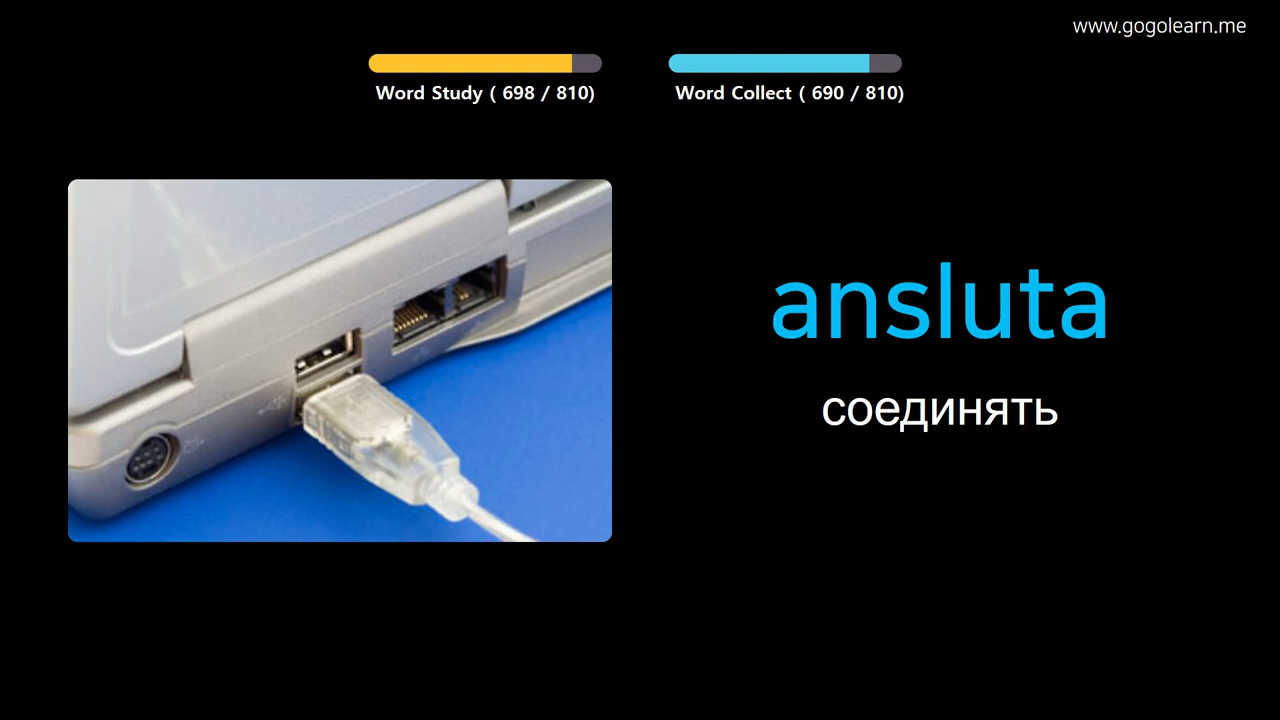 www.gogolearn.me
Word Study ( 698 / 810)
Word Collect ( 690 / 810)
ansluta
соединять